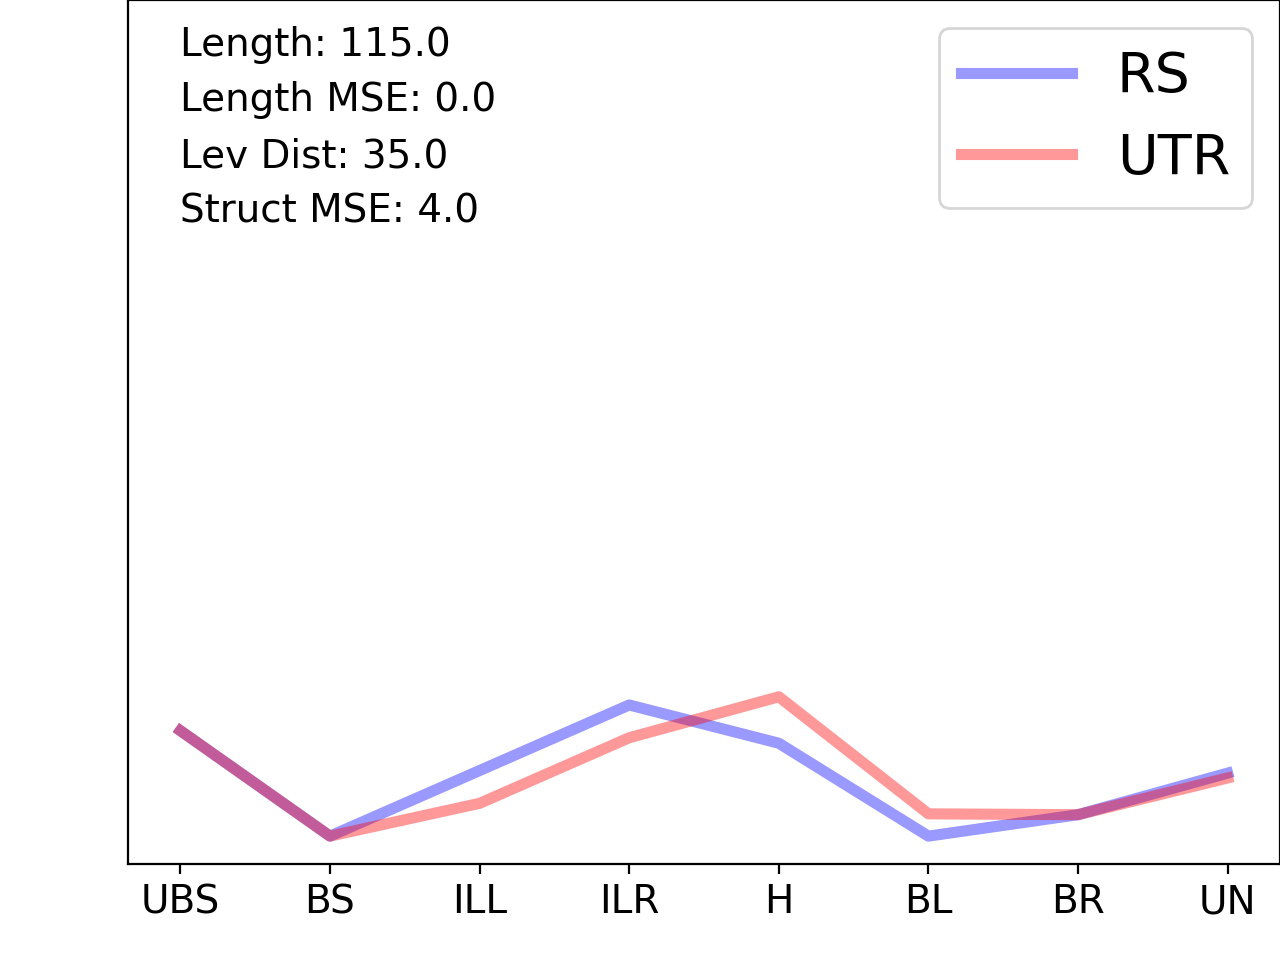 Length: 115.0
Length MSE: 0.0
Lev Dist: 35.0
Struct MSE: 4.0
RS
UTR
UBS BS ILL ILR H BL BR UN